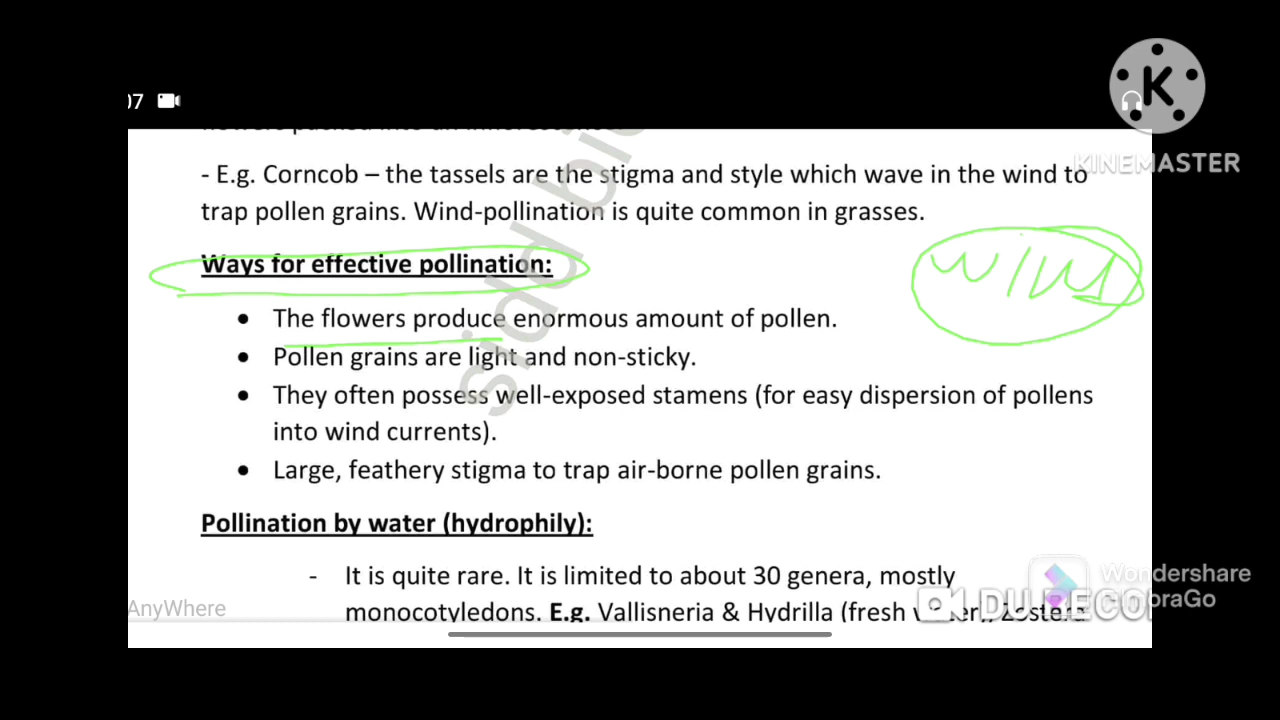 07
KINEMASTER
- E.g. Corncob – the tassels are the stigma and style which wave in the wind to
trap pollen grains. Wind-pollination is quite common in grasses.
Ways for effective pollination:
wind
• The flowers produce enormous amount of pollen.
• Pollen grains are light and non-sticky.
• They often possess well-exposed stamens (for easy dispersion of pollens
into wind currents).
• Large, feathery stigma to trap air-borne pollen grains.
Pollination by water (hydrophily):
- It is quite rare. It is limited to about 30 genera, mostly
monocotyledons. E.g. Vallisneria & Hydrilla (fresh water), Zostera
AnyWhere
Wondershare